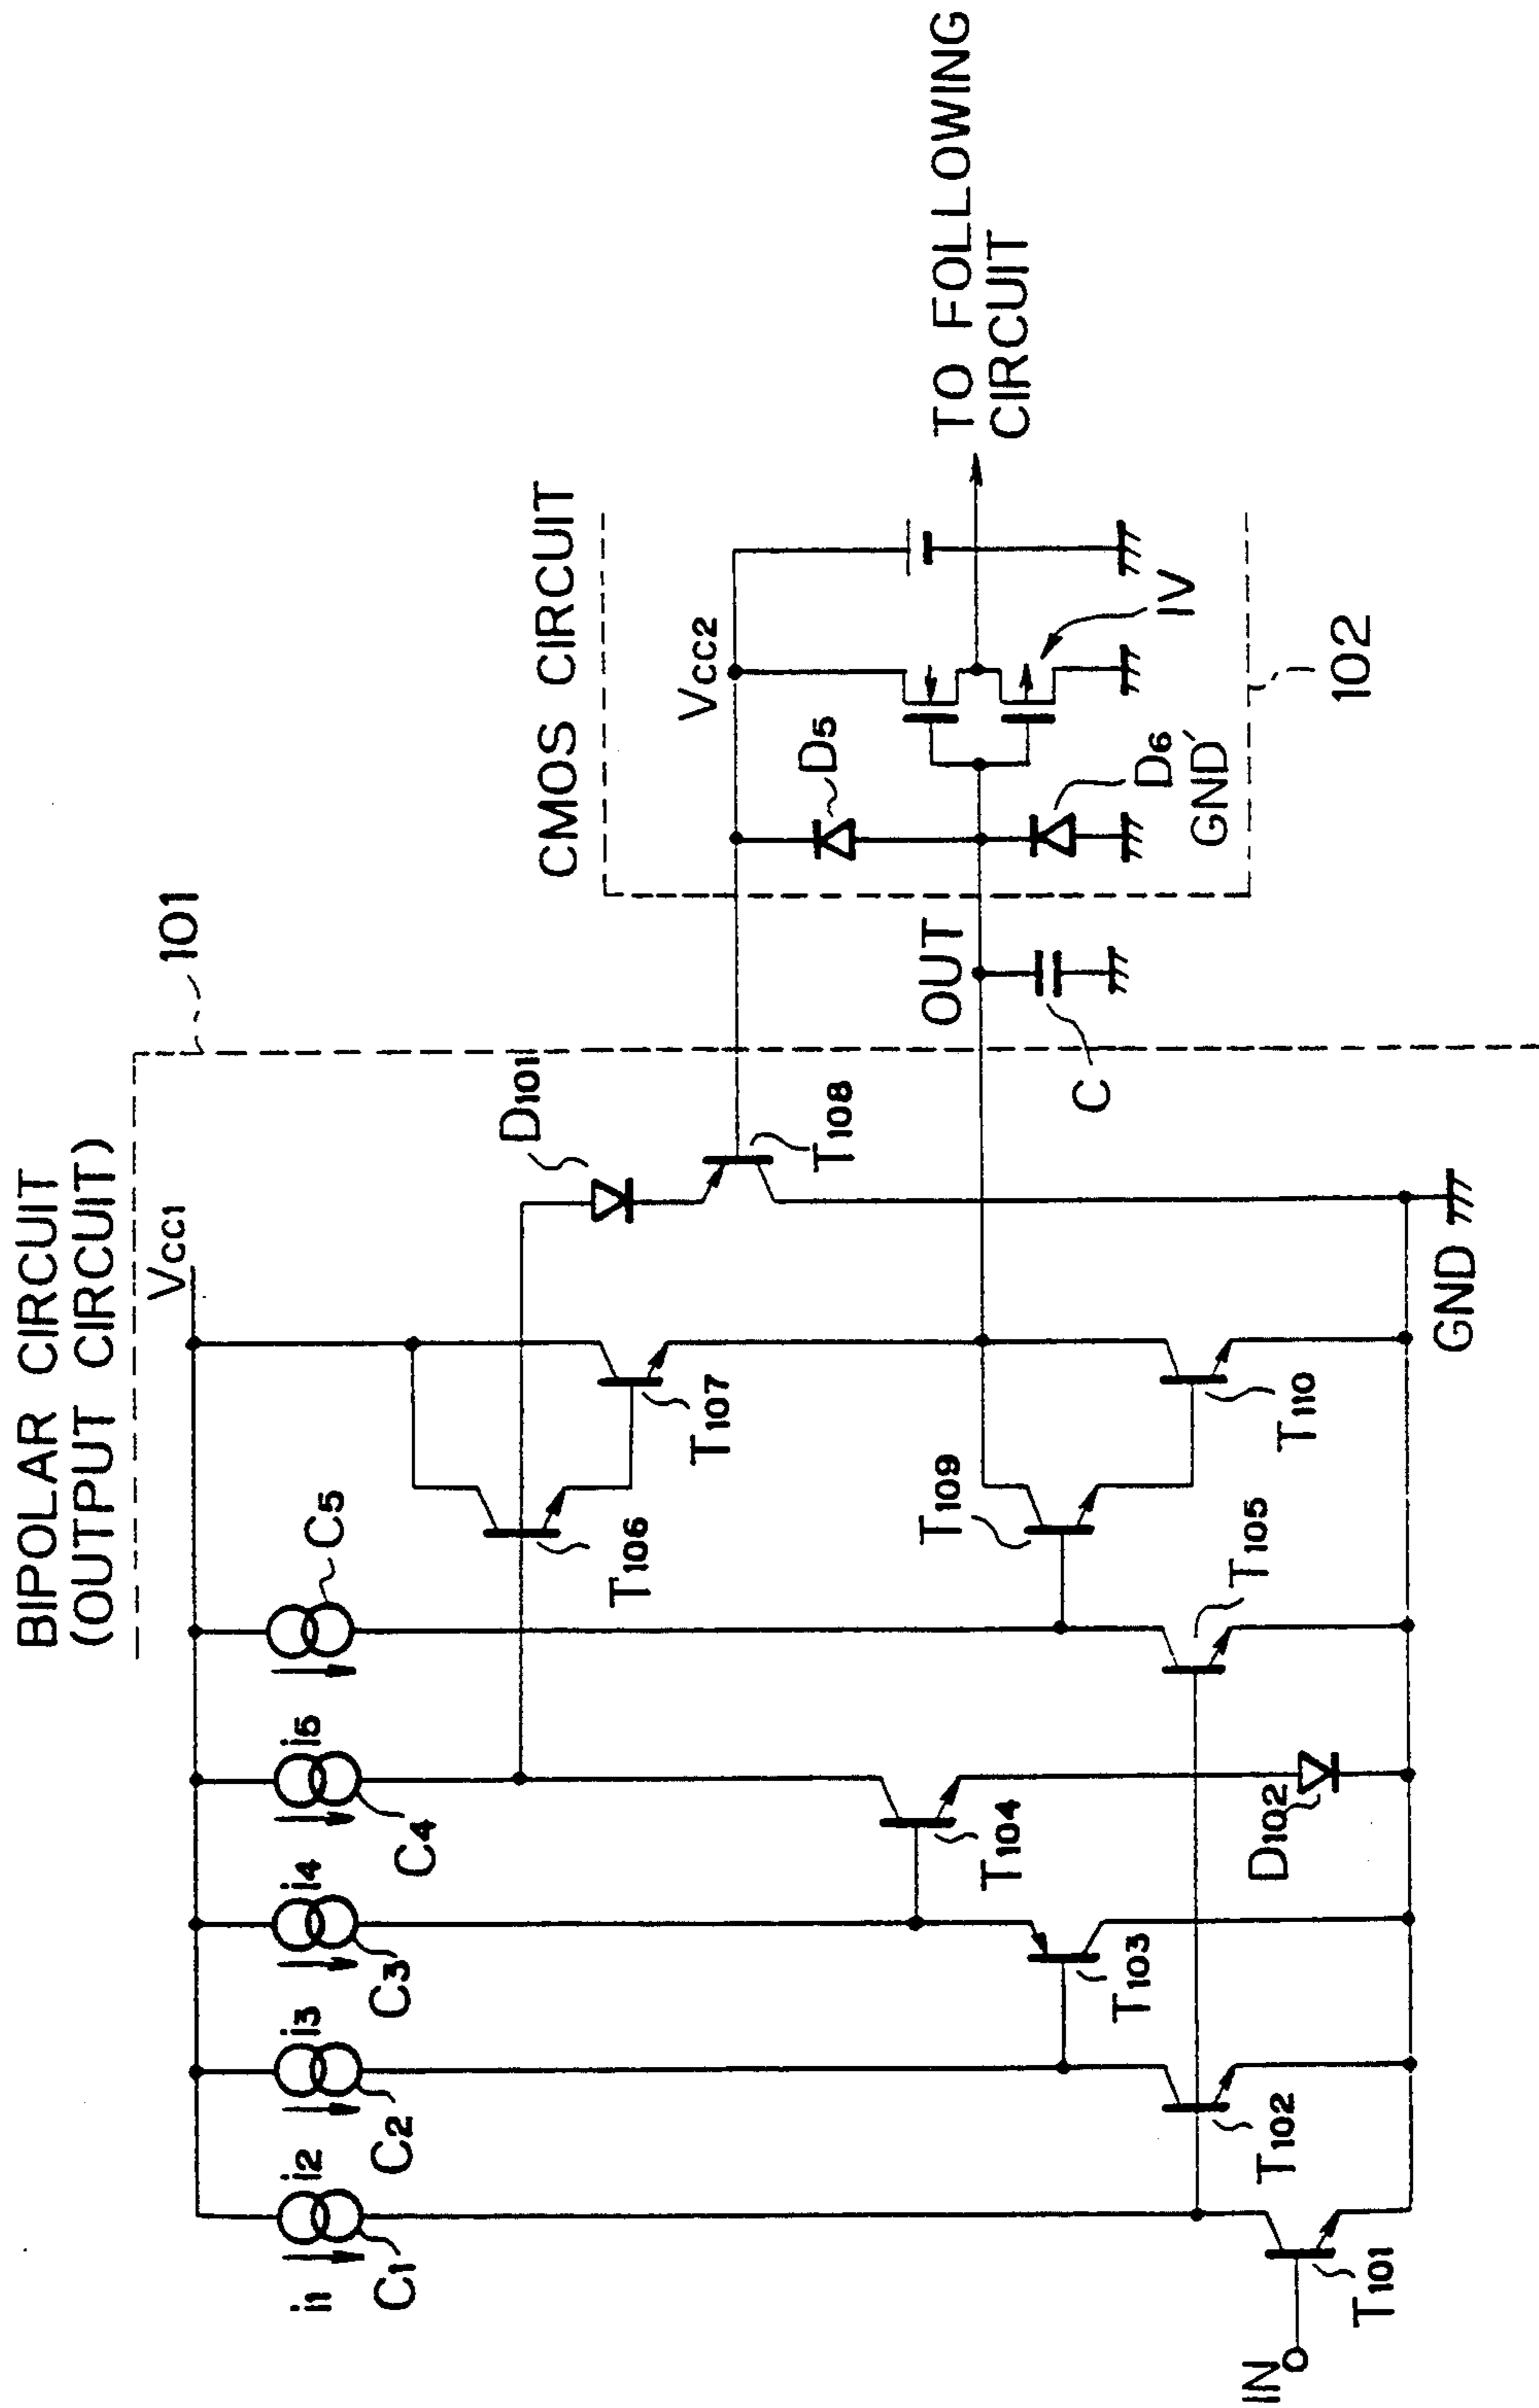 BIPOLAR CIRCUIT
(OUTPUT CIRCUIT)
101
CMOS CIRCUIT
VCC1
VCC2
i1
i2
i3
i4
i5
C1
C2
C3
C4
C5
D101
D5
T106
T107
T108
OUT
TO FOLLOWING
CIRCUIT
T104
T109
C
D6
GND'
IV
T103
T105
T110
102
T102
D102
IN
T101
GND